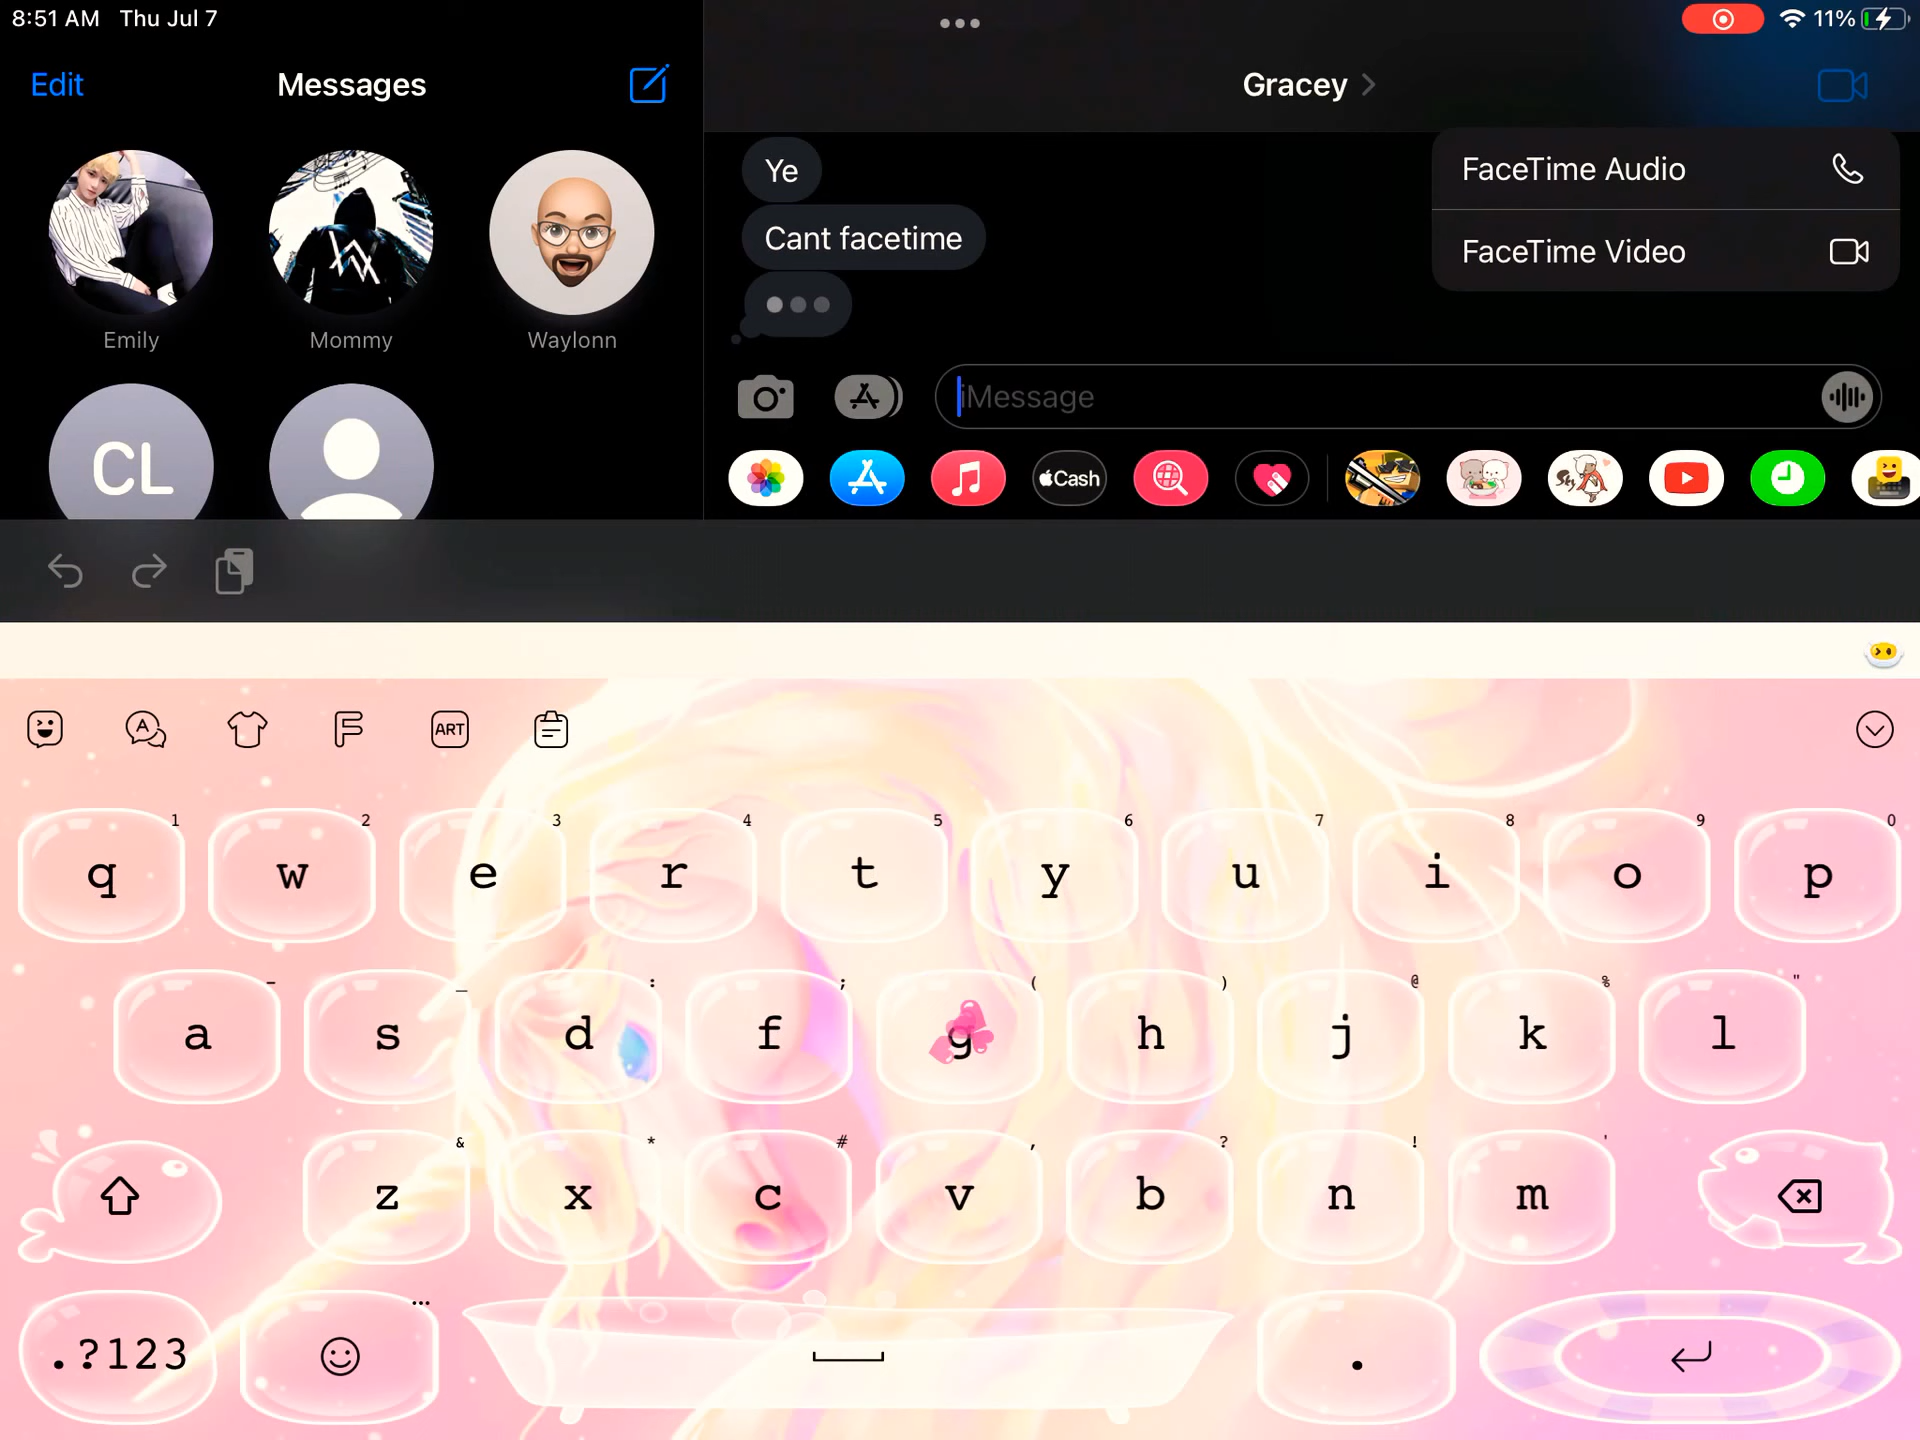 8:51 AM Thu Jul 7
11%
Edit
Messages
Gracey
Emily
Mommy
Waylonn
CL
Ye
Cant facetime
FaceTime Audio
FaceTime Video
iMessage
Cash
A
F
ART
1 2 3 4 5 6 7 8 9 0
q w e r t y u i o p
- _ : ; ( ) @ % "
a s d f g h j k l
& * # , ? ! '
z x c v b n m
...
.?123
.